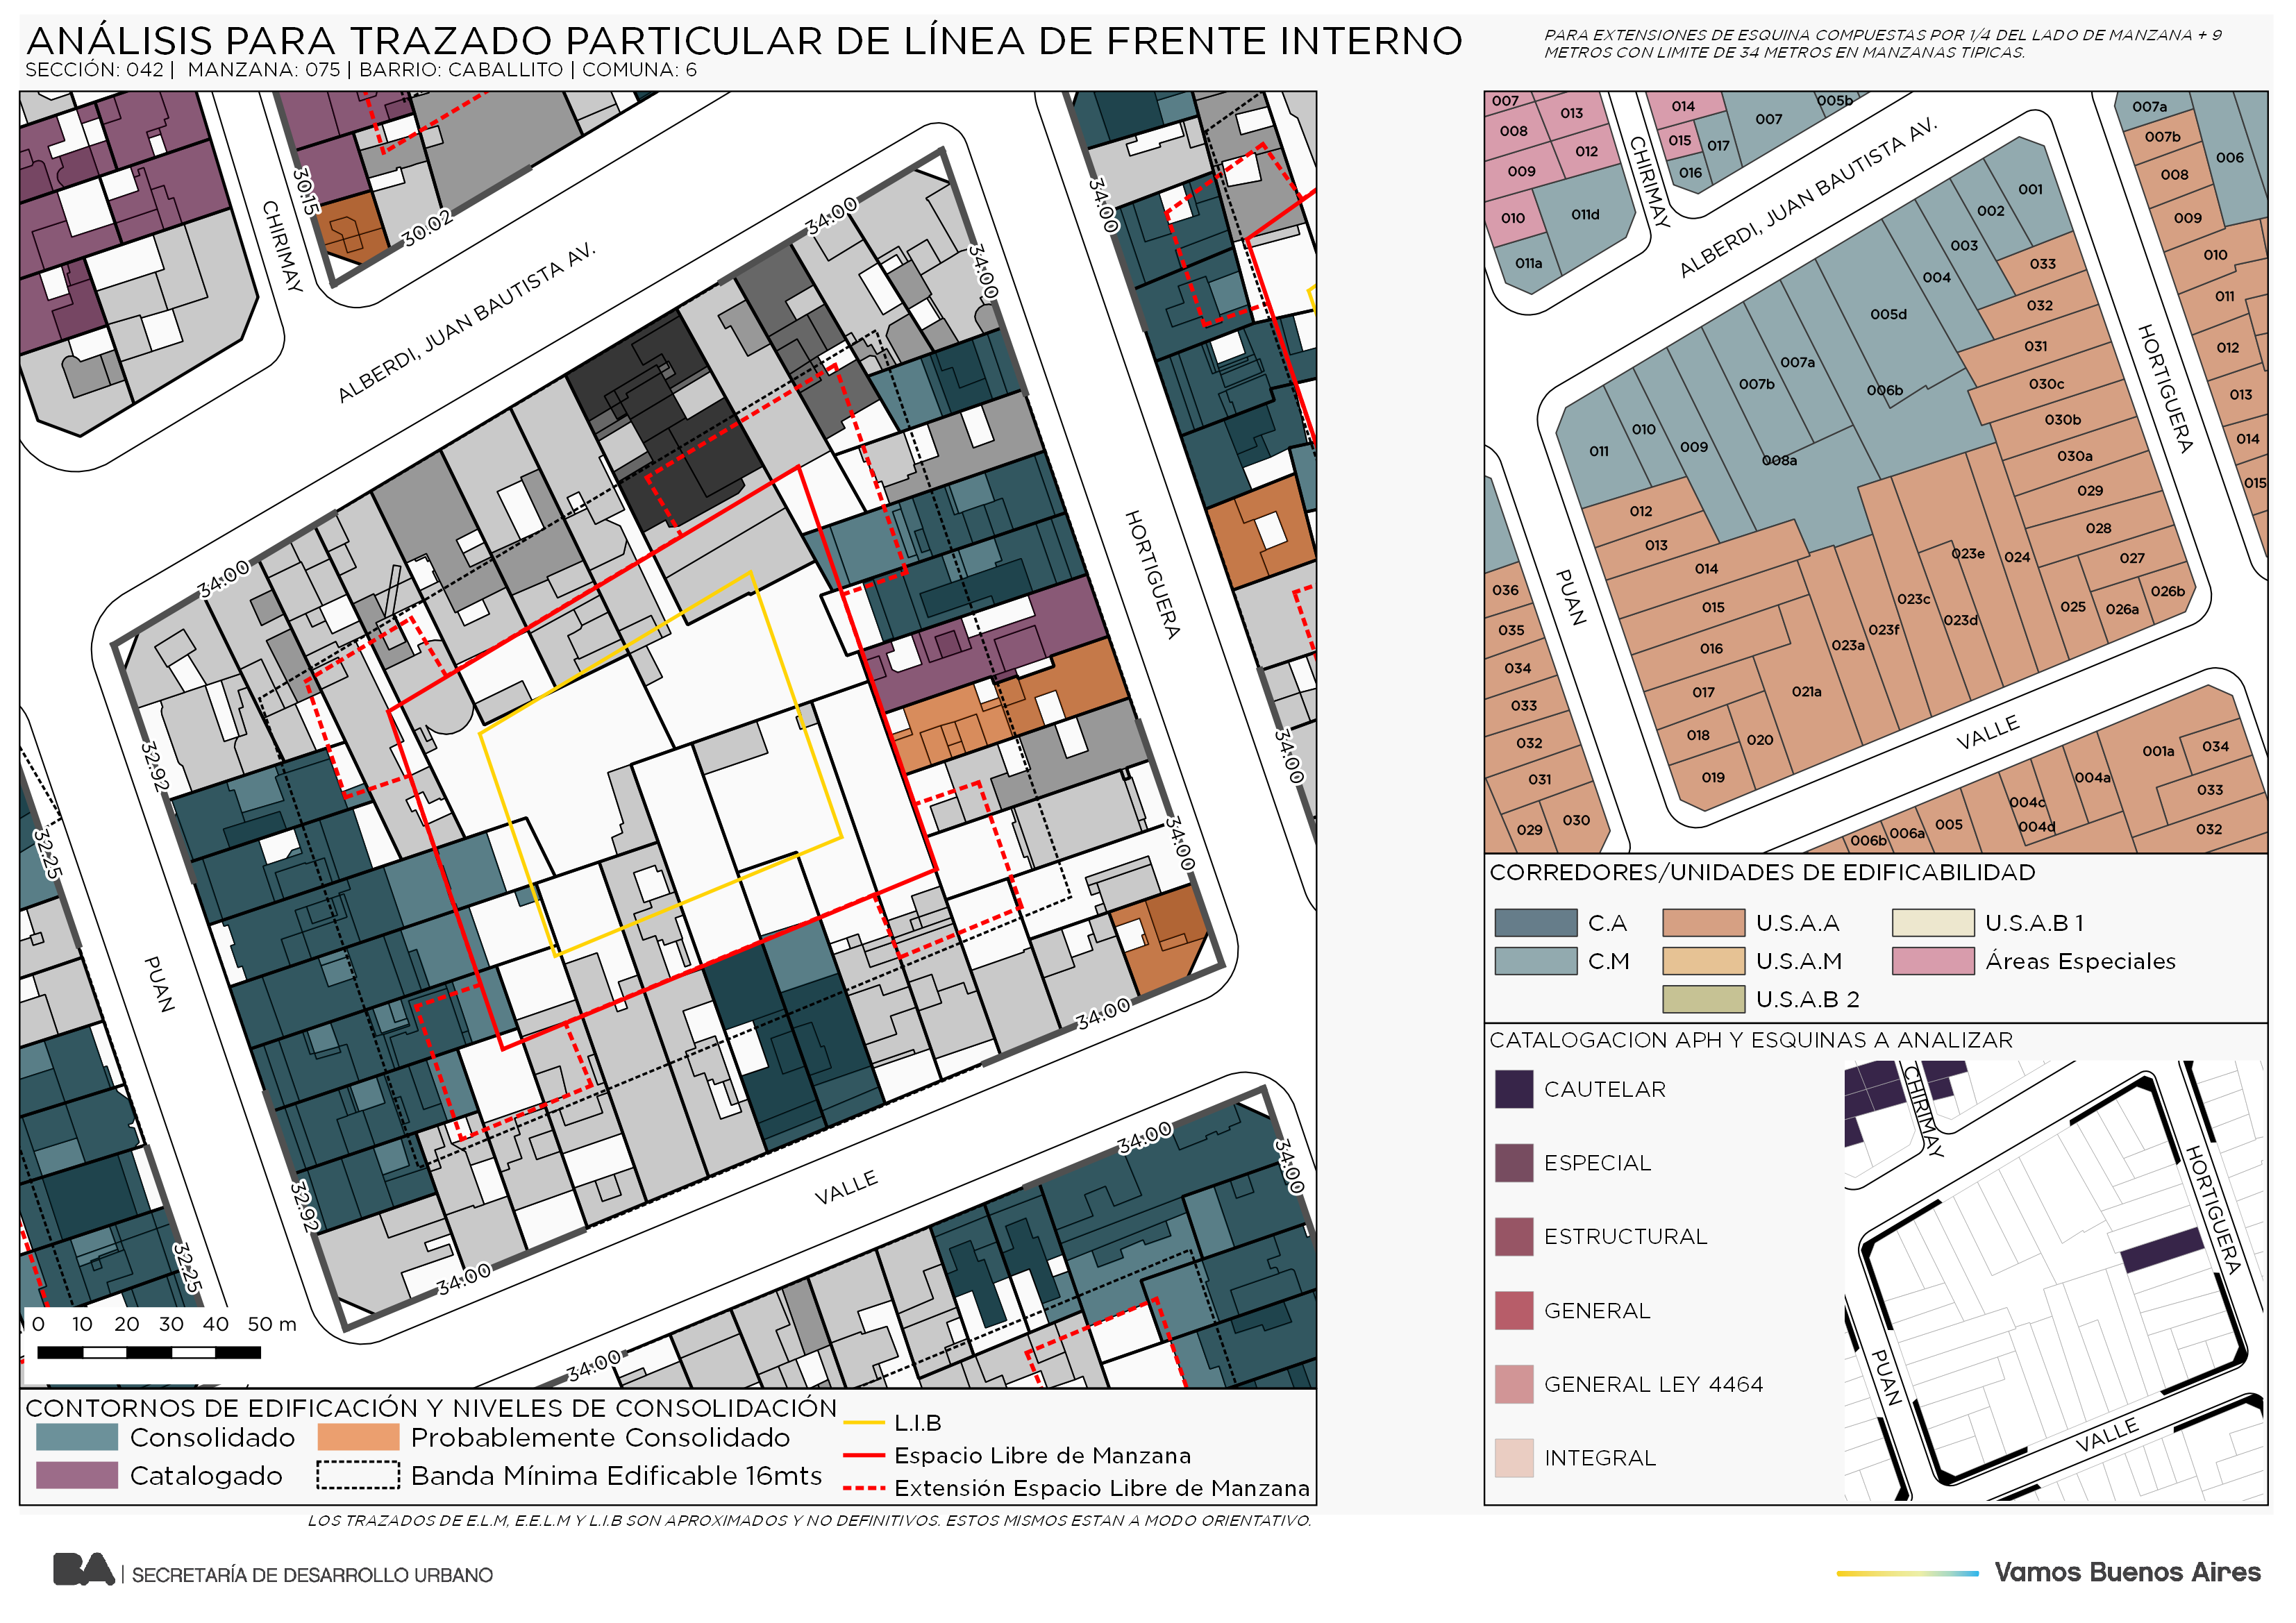 ANÁLISIS PARA TRAZADO PARTICULAR DE LÍNEA DE FRENTE INTERNO
SECCIÓN: 042 | MANZANA: 075 | BARRIO: CABALLITO | COMUNA: 6
PARA EXTENSIONES DE ESQUINA COMPUESTAS POR 1/4 DEL LADO DE MANZANA + 9
METROS CON LIMITE DE 34 METROS EN MANZANAS TIPICAS.
CHIRIMAY
30.15
30.02
ALBERDI, JUAN BAUTISTA AV.
34.00
34.00
34.00
34.00
HORTIGUERA
32.92
32.25
PUAN
34.00
34.00
34.00
32.92
32.25
34.00
VALLE
34.00
34.00
34.00
0 10 20 30 40 50 m
CONTORNOS DE EDIFICACIÓN Y NIVELES DE CONSOLIDACIÓN
Consolidado
Probablemente Consolidado
Catalogado
Banda Mínima Edificable 16mts
L.I.B
Espacio Libre de Manzana
Extensión Espacio Libre de Manzana
LOS TRAZADOS DE E.L.M, E.E.L.M Y L.I.B SON APROXIMADOS Y NO DEFINITIVOS. ESTOS MISMOS ESTAN A MODO ORIENTATIVO.
007
013
008
012
009
010
011d
011a
CHIRIMAY
014
015
017
016
007
005b
ALBERDI, JUAN BAUTISTA AV.
007a
007b
006
008
009
010
011
012
013
014
015
HORTIGUERA
001
002
003
004
005d
006b
007a
007b
008a
009
010
011
033
032
031
030c
030b
030a
029
028
027
026b
026a
025
024
023e
023d
023c
023f
023a
021a
020
019
018
017
016
015
014
013
012
PUAN
036
035
034
033
032
031
030
029
VALLE
001a
034
033
032
004a
004c
004d
005
006a
006b
CORREDORES/UNIDADES DE EDIFICABILIDAD
C.A
U.S.A.A
U.S.A.B 1
C.M
U.S.A.M
Áreas Especiales
U.S.A.B 2
CATALOGACION APH Y ESQUINAS A ANALIZAR
CAUTELAR
ESPECIAL
ESTRUCTURAL
GENERAL
GENERAL LEY 4464
INTEGRAL
CHIRIMAY
HORTIGUERA
PUAN
VALLE
BA | SECRETARÍA DE DESARROLLO URBANO
Vamos Buenos Aires